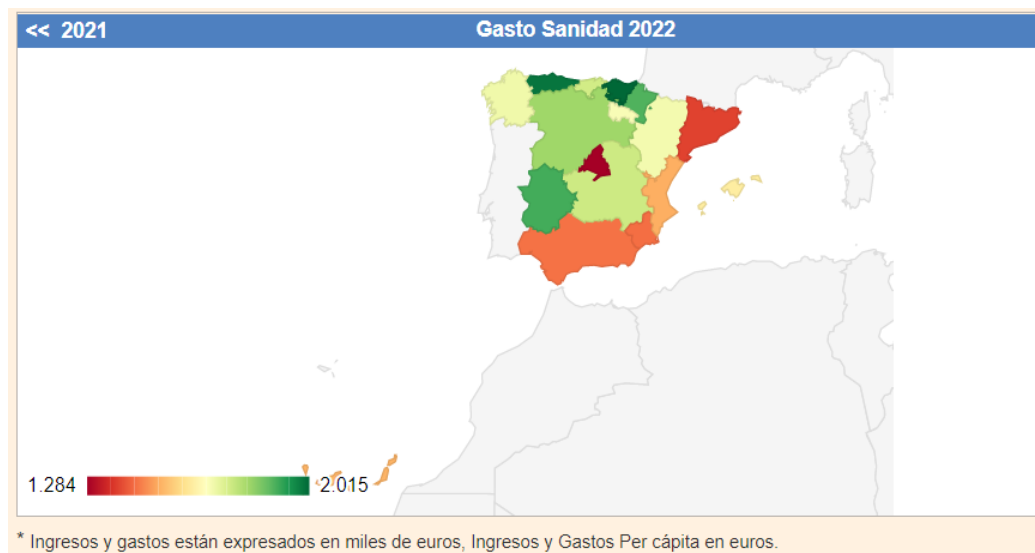 << 2021
Gasto Sanidad 2022
1.284
2.015
* Ingresos y gastos están expresados en miles de euros, Ingresos y Gastos Per cápita en euros.